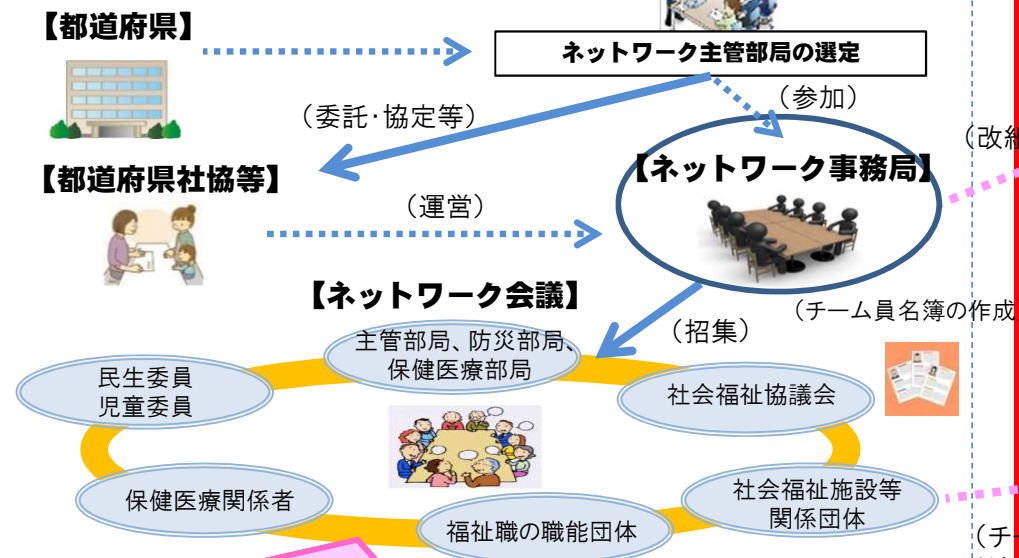 【都道府県】
ネットワーク主管部局の選定
（委託・協定等）
（参加）
【都道府県社協等】
【ネットワーク事務局】
（改組
（運営）
【ネットワーク会議】
（チーム員名簿の作成
（招集）
主管部局、防災部局、
保健医療部局
民生委員
児童委員
社会福祉協議会
保健医療関係者
社会福祉施設等
関係団体
福祉職の職能団体
（チー